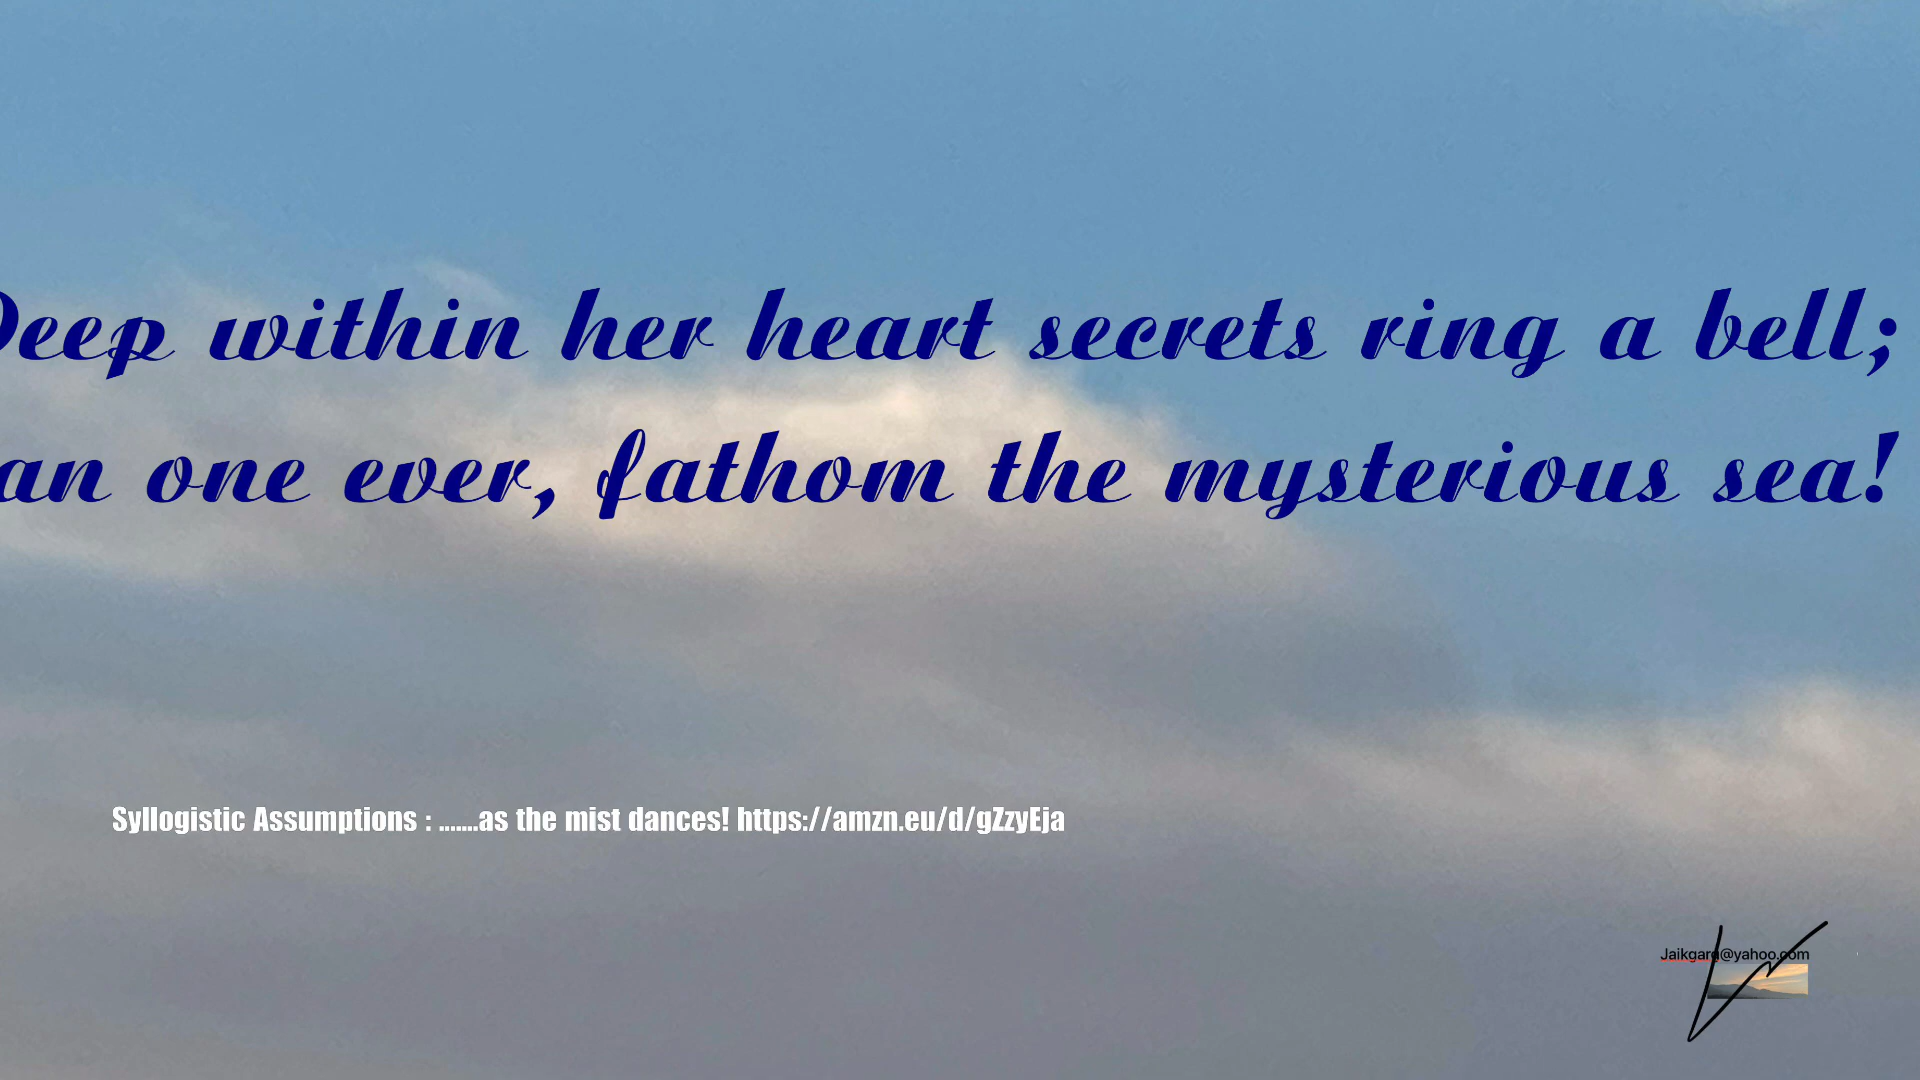 Deep within her heart secrets ring a bell;
an one ever, fathom the mysterious sea!
Syllogistic Assumptions : .......as the mist dances! https://amzn.eu/d/gZzyEja
Jaikgarg@yahoo.com